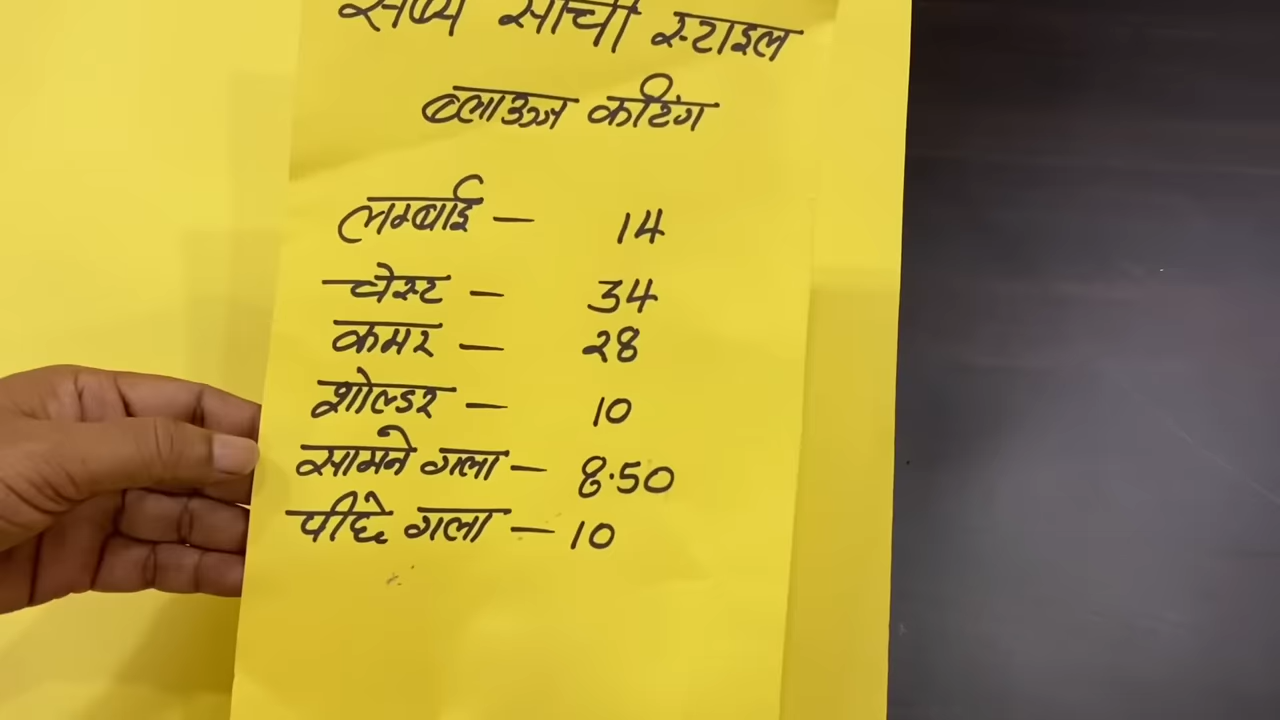 सब्य साची स्टाइल
ब्लाउज कटिंग
लम्बाई — 14
चेस्ट — 34
कमर — 28
शोल्डर — 10
सामने गला — 8.50
पीछे गला — 10